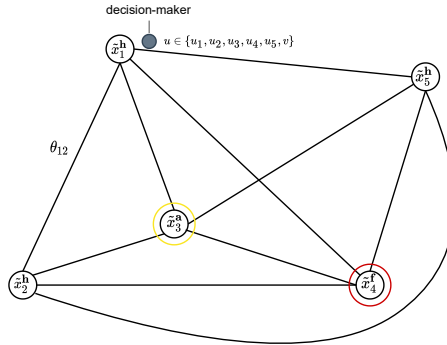 decision-maker
u ∈ {u₁, u₂, u₃, u₄, u₅, v}
x̃₁ʰ
x̃₅ʰ
θ₁₂
x̃₃ᵃ
x̃₂ʰ
x̃₄ᶠ